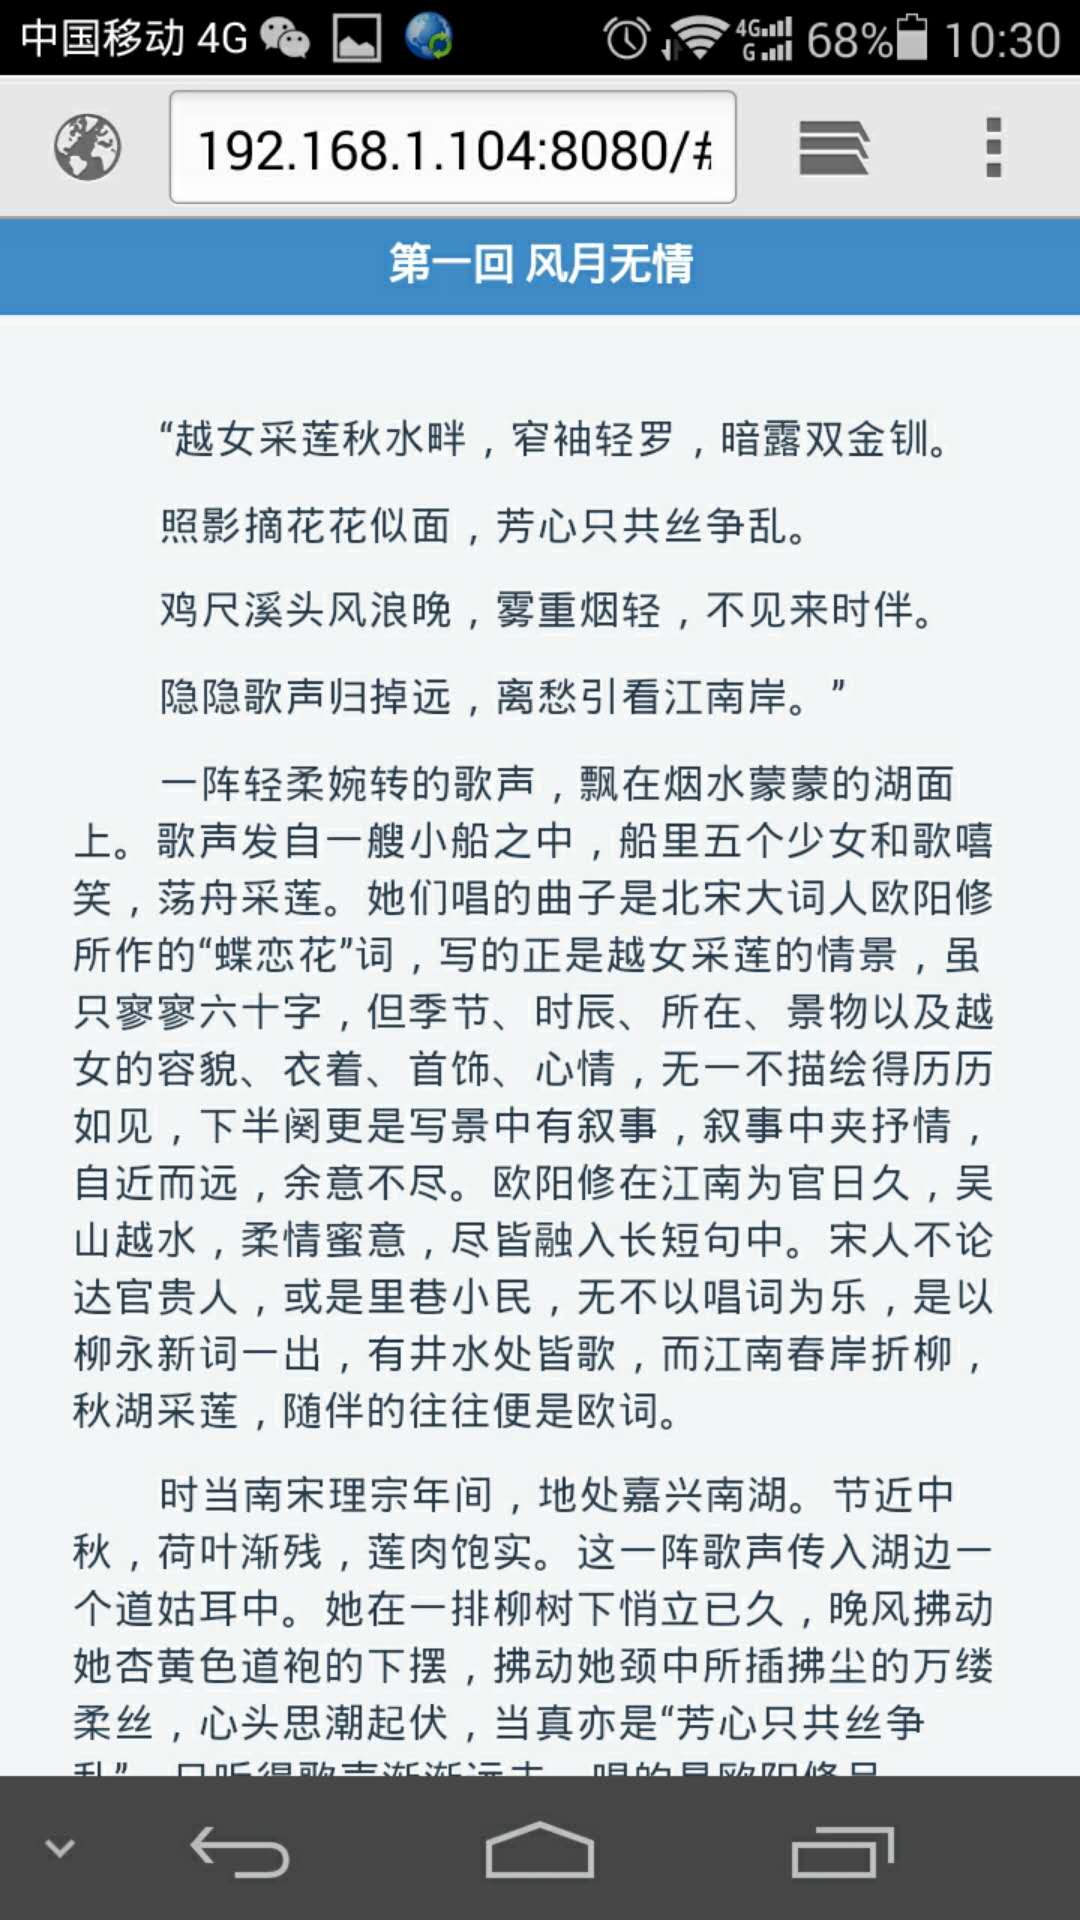 中国移动 4G 4G G 68% 10:30
192.168.1.104:8080/#
第一回 风月无情
“越女采莲秋水畔，窄袖轻罗，暗露双金钏。
照影摘花花似面，芳心只共丝争乱。
鸡尺溪头风浪晚，雾重烟轻，不见来时伴。
隐隐歌声归掉远，离愁引看江南岸。”
一阵轻柔婉转的歌声，飘在烟水蒙蒙的湖面
上。歌声发自一艘小船之中，船里五个少女和歌嘻
笑，荡舟采莲。她们唱的曲子是北宋大词人欧阳修
所作的“蝶恋花”词，写的正是越女采莲的情景，虽
只寥寥六十字，但季节、时辰、所在、景物以及越
女的容貌、衣着、首饰、心情，无一不描绘得历历
如见，下半阕更是写景中有叙事，叙事中夹抒情，
自近而远，余意不尽。欧阳修在江南为官日久，吴
山越水，柔情蜜意，尽皆融入长短句中。宋人不论
达官贵人，或是里巷小民，无不以唱词为乐，是以
柳永新词一出，有井水处皆歌，而江南春岸折柳，
秋湖采莲，随伴的往往便是欧词。
时当南宋理宗年间，地处嘉兴南湖。节近中
秋，荷叶渐残，莲肉饱实。这一阵歌声传入湖边一
个道姑耳中。她在一排柳树下悄立已久，晚风拂动
她杏黄色道袍的下摆，拂动她颈中所插拂尘的万缕
柔丝，心头思潮起伏，当真亦是“芳心只共丝争
乱”。只听得歌声渐渐远去，唱的是欧阳修另